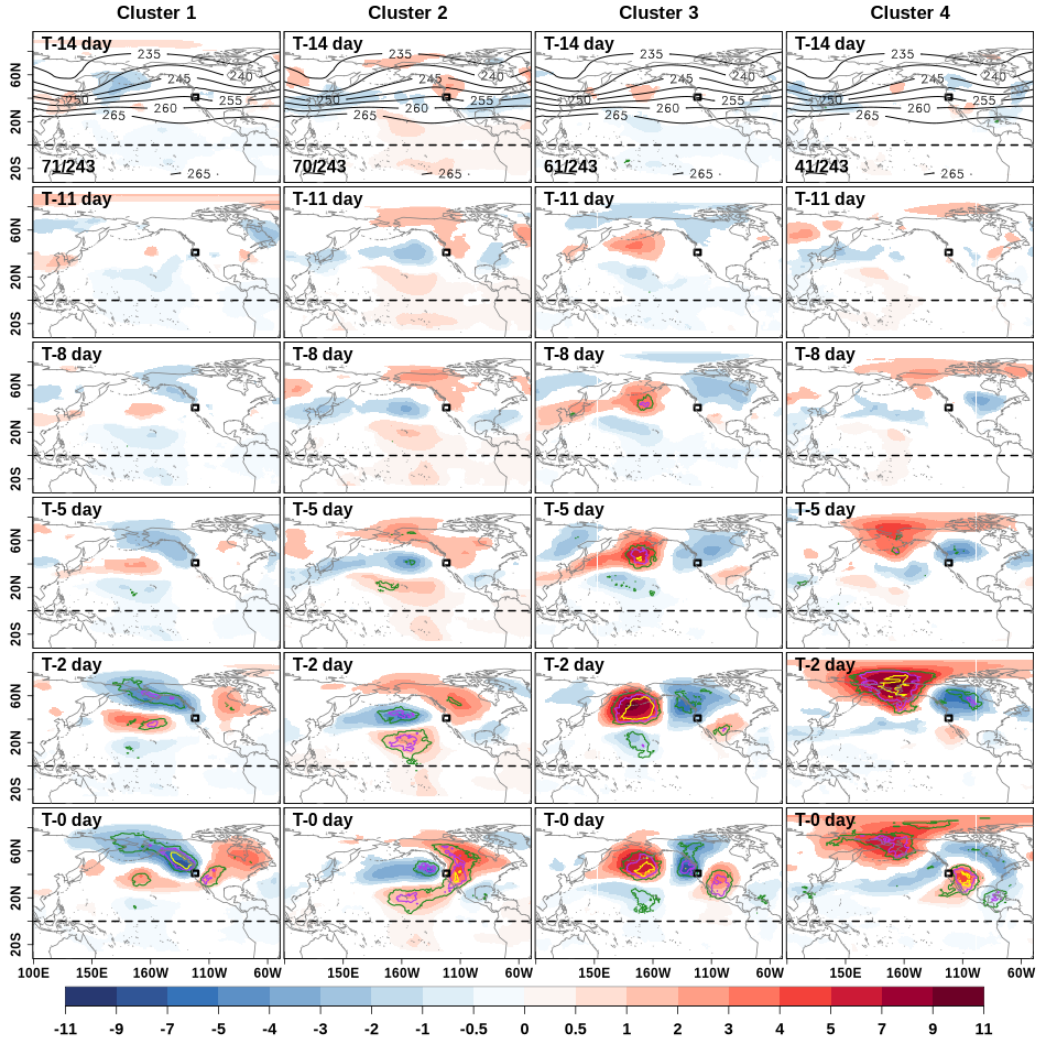 Cluster 1 Cluster 2 Cluster 3 Cluster 4
T-14 day T-14 day T-14 day T-14 day
235 235 235 235
60N 245 240 245 240 245 240 245 240
250 255 250 255 250 255 250 255
260 260 260 260
20N 265 265 265 265
20S 71/243 265 70/243 265 61/243 265 41/243 265
T-11 day T-11 day T-11 day T-11 day
60N
20N
20S
T-8 day T-8 day T-8 day T-8 day
60N
20N
20S
T-5 day T-5 day T-5 day T-5 day
60N
20N
20S
T-2 day T-2 day T-2 day T-2 day
60N
20N
20S
T-0 day T-0 day T-0 day T-0 day
60N
20N
20S
100E 150E 160W 110W 60W 150E 160W 110W 60W 150E 160W 110W 60W 150E 160W 110W 60W
-11 -9 -7 -5 -4 -3 -2 -1 -0.5 0 0.5 1 2 3 4 5 7 9 11